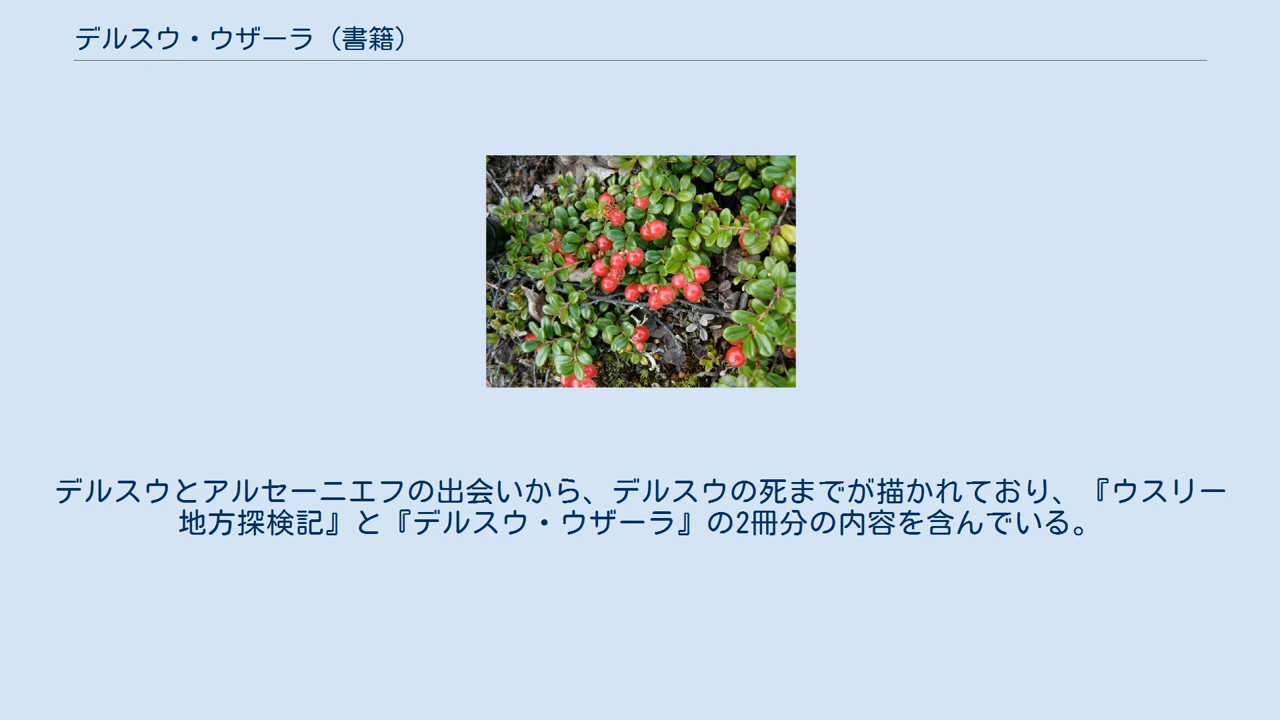 デルスウ・ウザーラ（書籍）
デルスウとアルセーニエフの出会いから、デルスウの死までが描かれており、『ウスリー
地方探検記』と『デルスウ・ウザーラ』の2冊分の内容を含んでいる。